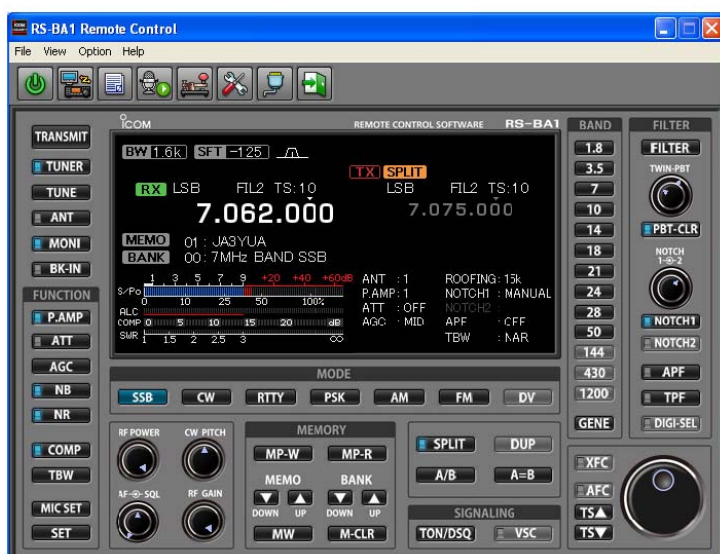 RS-BA1 Remote Control
File View Option Help
TRANSMIT
TUNER
TUNE
ANT
MONI
BK-IN
FUNCTION
P.AMP
ATT
AGC
NB
NR
COMP
TBW
MIC SET
SET
ICOM REMOTE CONTROL SOFTWARE RS-BA1
BW 1.6k SFT -125
TX SPLIT
RX LSB FIL2 TS:10 LSB FIL2 TS:10
7.062.000 7.075.000
MEMO 01 : JA3YUA
BANK 00 : 7MHz BAND SSB
1 3 5 7 9 +20 +40 +60dB
S/Po
0 10 25 50 100%
ALC
COMP 0 5 10 15 20 dB
SWR 1 1.5 2 2.5 3 ∞
ANT :1 ROOFING: 15k
P.AMP: 1 NOTCH1 : MANUAL
ATT :OFF NOTCH2 :
AGC : MID APF : OFF
TBW : NAR
MODE
SSB CW RTTY PSK AM FM DV
RF POWER CW PITCH
AF SQL RF GAIN
MEMORY
MP-W MP-R
MEMO BANK
DOWN UP DOWN UP
MW M-CLR
SPLIT DUP
A/B A=B
SIGNALING
TON/DSQ VSC
BAND
1.8
3.5
7
10
14
18
21
24
28
50
144
430
1200
GENE
FILTER
FILTER
TWIN-PBT
PBT-CLR
NOTCH
1 2
NOTCH1
NOTCH2
APF
TPF
DIGI-SEL
XFC
AFC
TS▲
TS▼